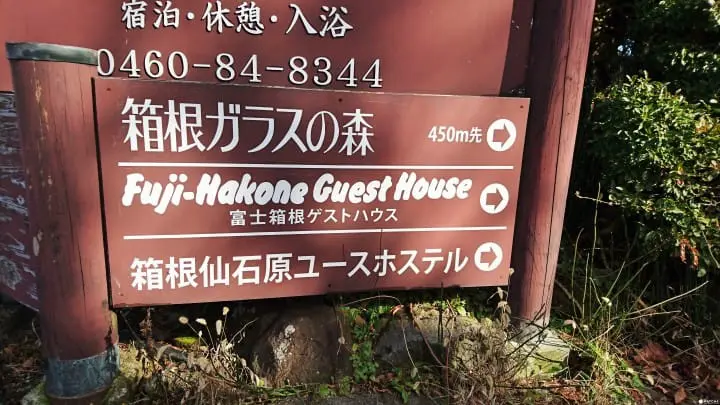 宿泊・休憩・入浴
0460-84-8344
箱根ガラスの森 450m先
Fuji-Hakone Guest House
富士箱根ゲストハウス
箱根仙石原ユースホステル